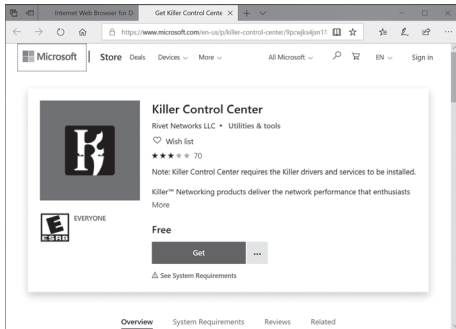 Internet Web Browser for D
Get Killer Control Cente
https://www.microsoft.com/en-us/p/killer-control-center/
Microsoft Store Deals Devices More All Microsoft EN Sign in
Killer Control Center
Rivet Networks LLC • Utilities & tools
Wish list
70
Note: Killer Control Center requires the Killer drivers and services to be installed.
Killer™ Networking products deliver the network performance that enthusiasts
More
EVERYONE
E
ESRB
Free
Get
...
See System Requirements
Overview System Requirements Reviews Related